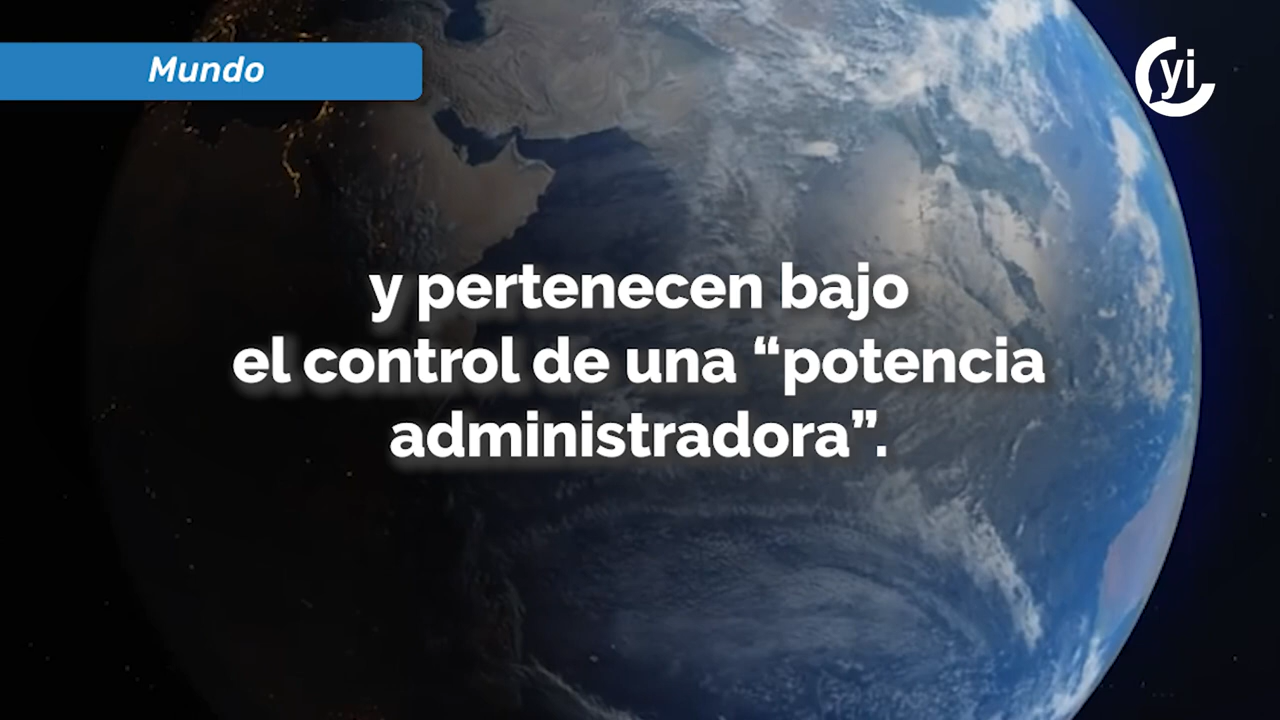 Mundo
yi
y pertenecen bajo
el control de una “potencia
administradora”.